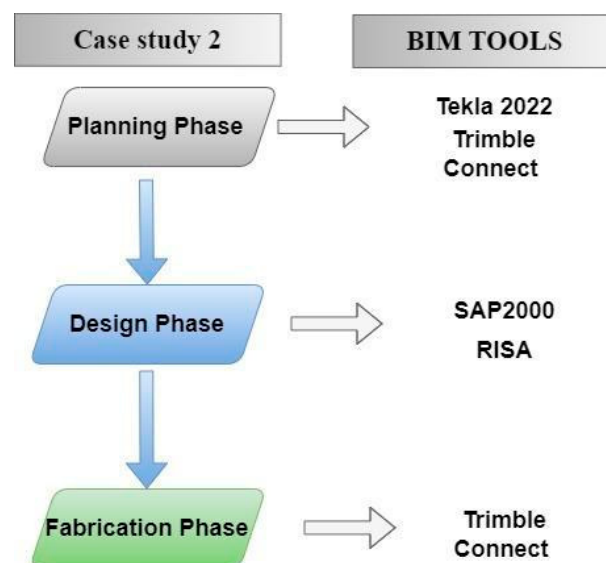 Case study 2
BIM TOOLS
Planning Phase
Tekla 2022
Trimble
Connect
Design Phase
SAP2000
RISA
Fabrication Phase
Trimble
Connect